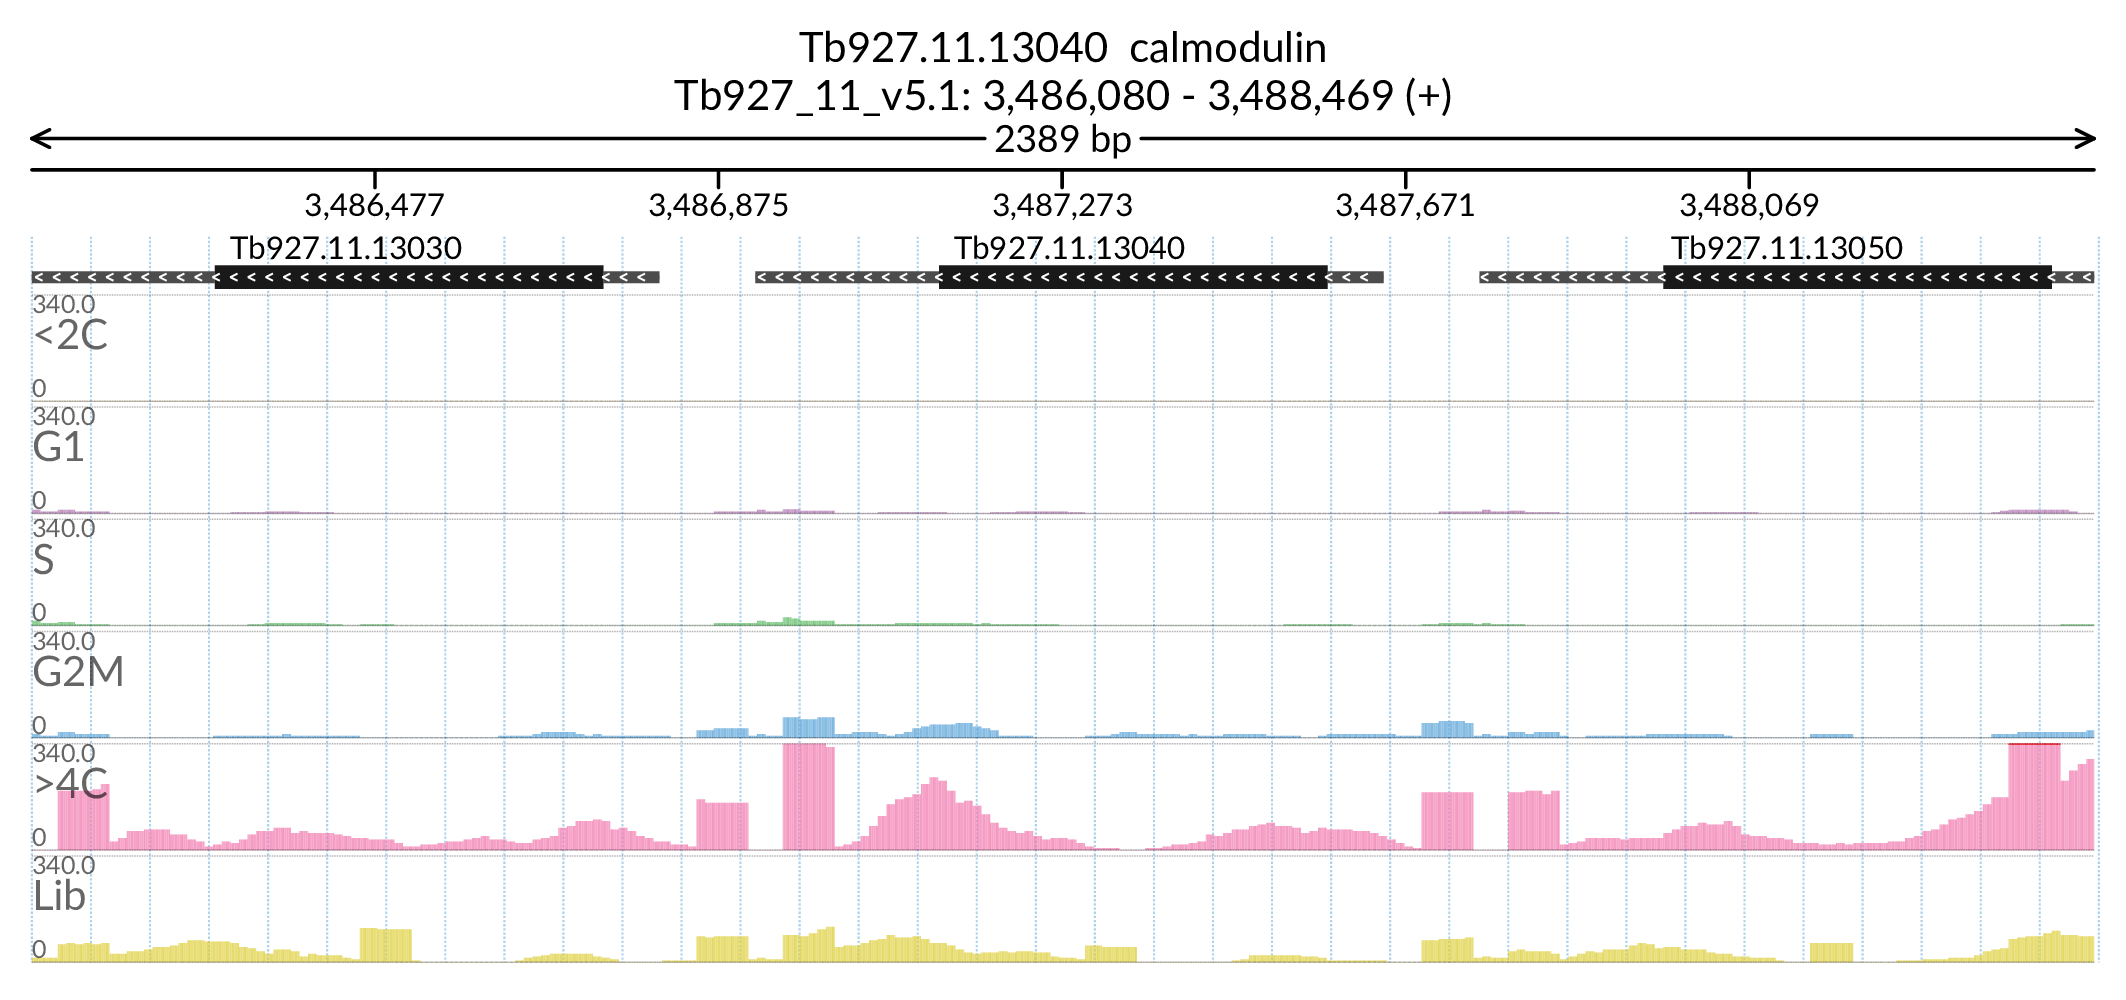 Tb927.11.13040 calmodulin
Tb927_11_v5.1: 3,486,080 - 3,488,469 (+)
2389 bp
3,486,477 3,486,875 3,487,273 3,487,671 3,488,069
Tb927.11.13030 Tb927.11.13040 Tb927.11.13050
340.0
<2C
0
340.0
G1
0
340.0
S
0
340.0
G2M
0
340.0
>4C
0
340.0
Lib
0